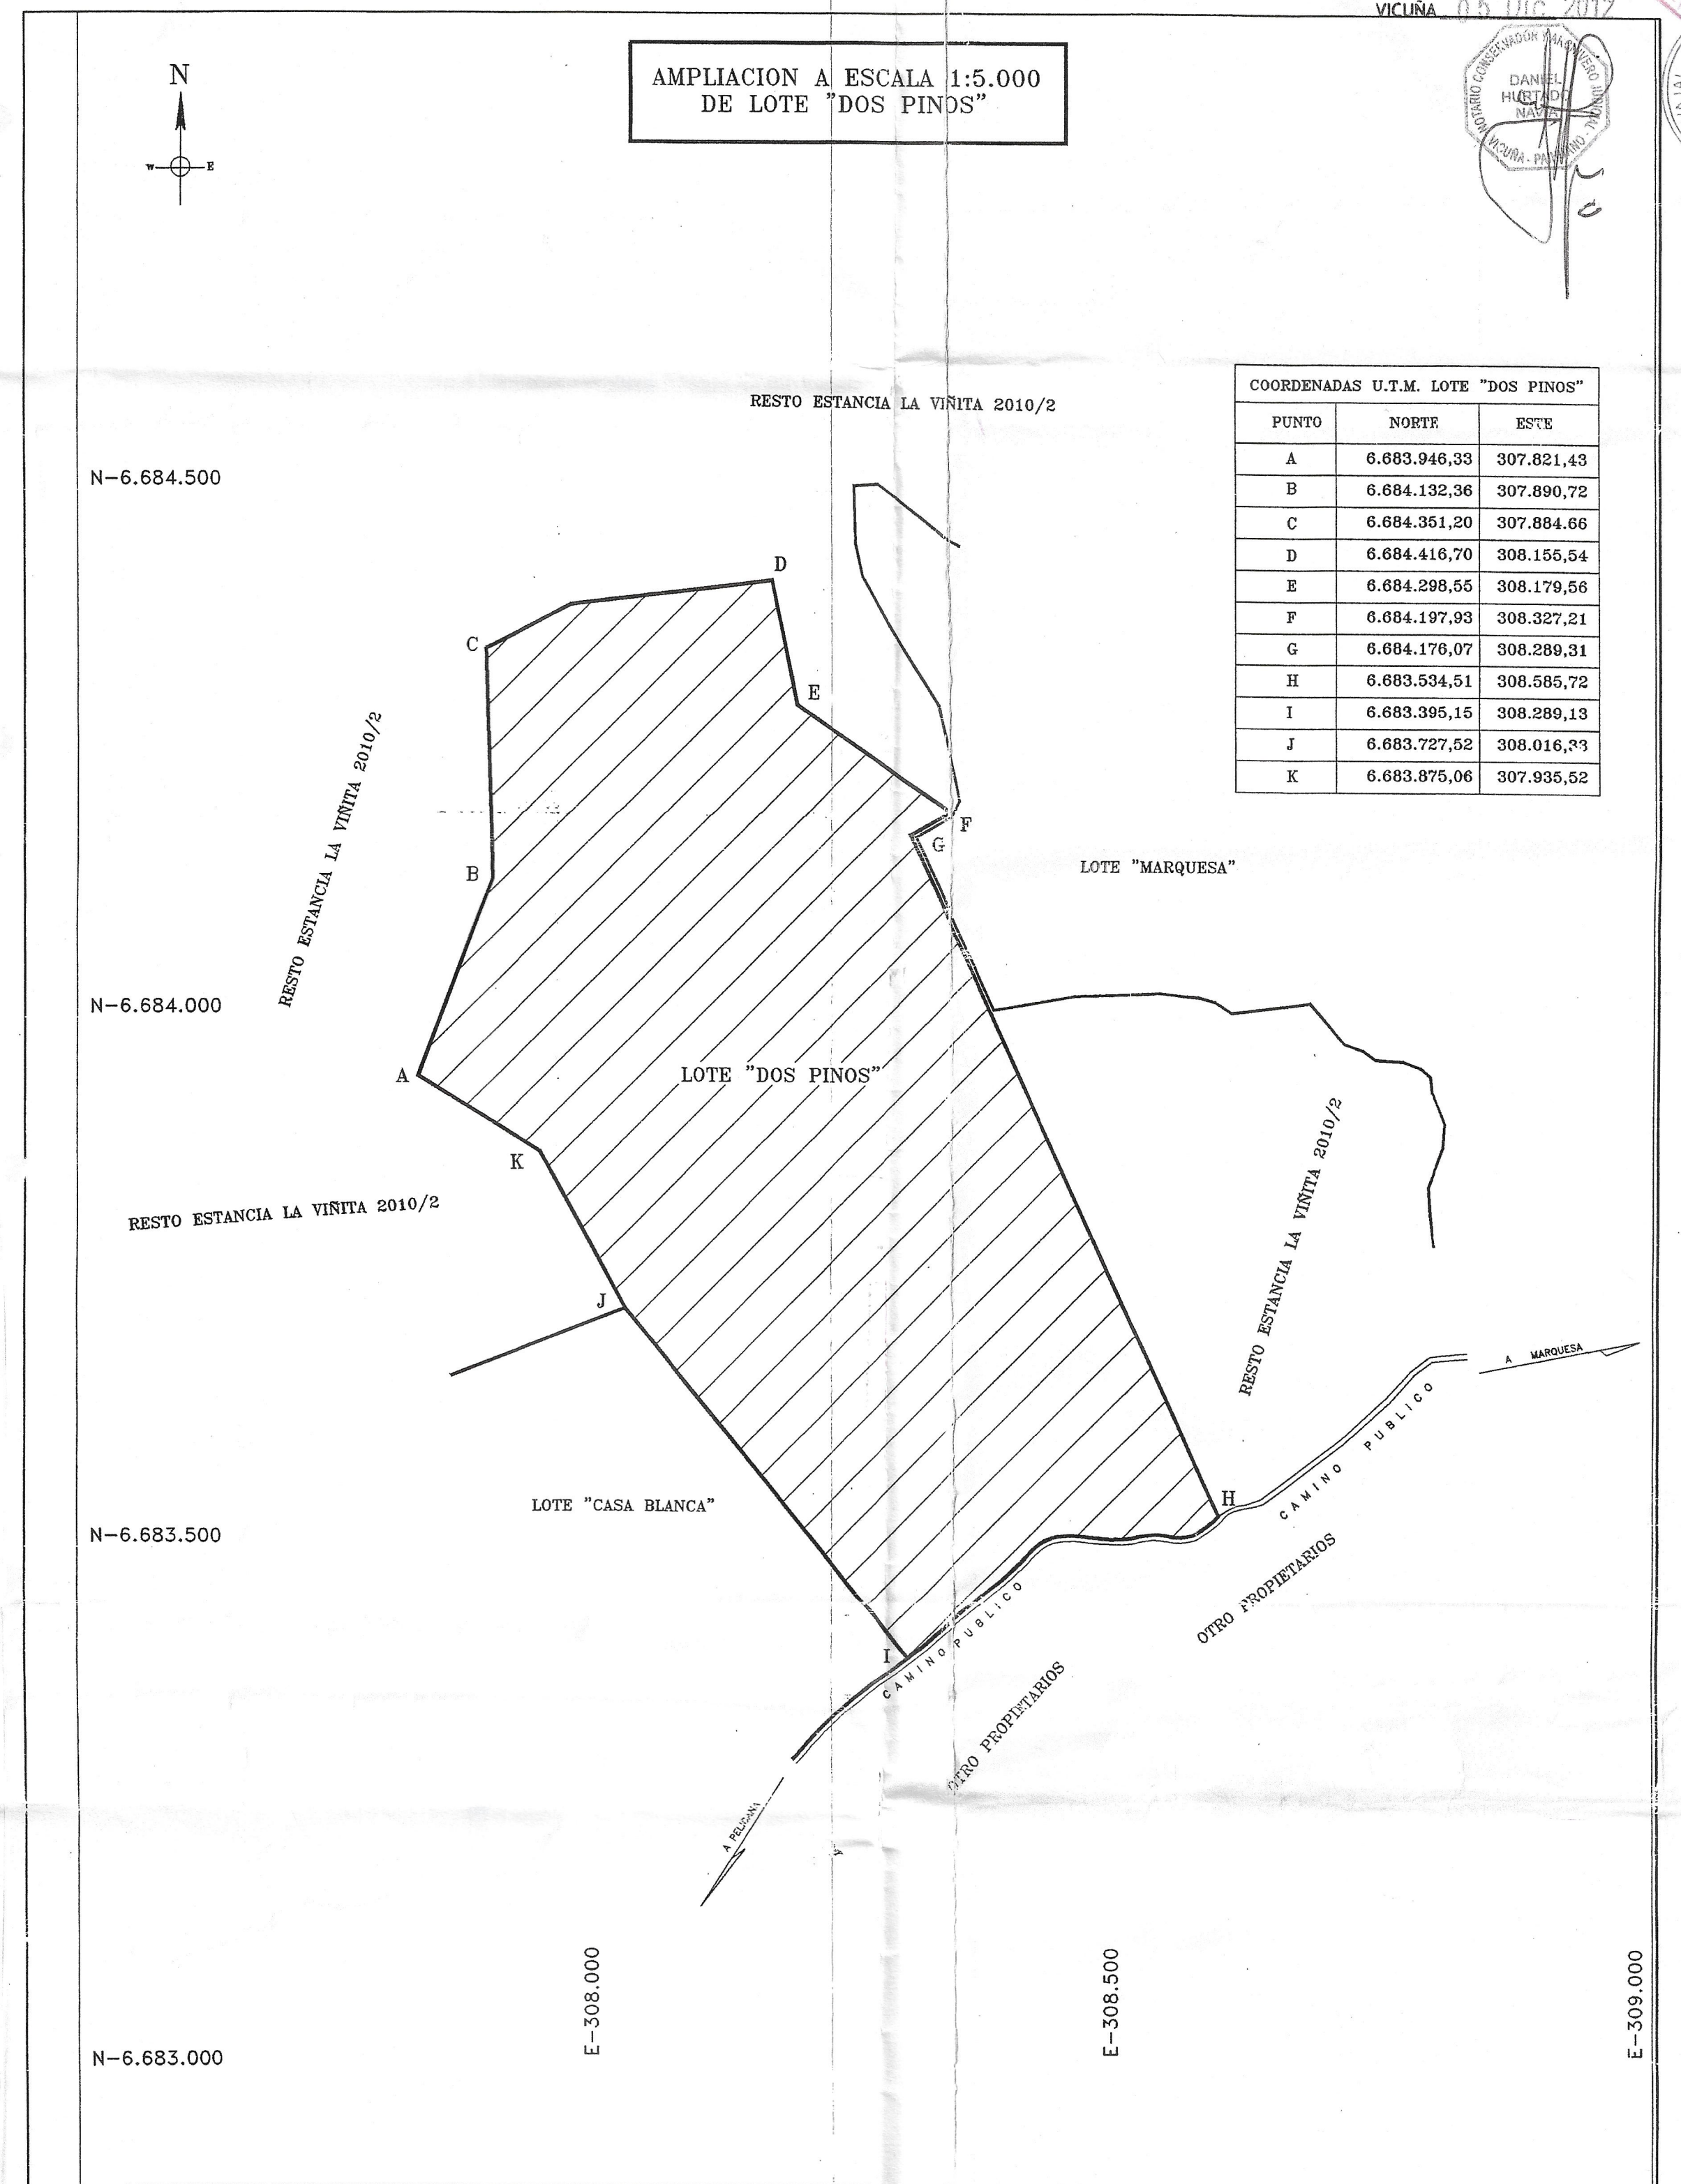 VICUÑA 05 DIC 2012
NOTARIO CONSERVADOR Y ARCHIVERO JUDICIAL
DANIEL
HURTADO
NAVIA
VICUÑA - PAIHUANO
N
W E
AMPLIACION A ESCALA 1:5.000
DE LOTE "DOS PINOS"
RESTO ESTANCIA LA VIÑITA 2010/2
COORDENADAS U.T.M. LOTE "DOS PINOS"
PUNTO NORTE ESTE
A 6.683.946,33 307.821,43
B 6.684.132,36 307.890,72
C 6.684.351,20 307.884.66
D 6.684.416,70 308.155,54
E 6.684.298,55 308.179,56
F 6.684.197,93 308.327,21
G 6.684.176,07 308.289,31
H 6.683.534,51 308.585,72
I 6.683.395,15 308.289,13
J 6.683.727,52 308.016,33
K 6.683.875,06 307.935,52
N-6.684.500
D
C
E
RESTO ESTANCIA LA VIÑITA 2010/2
F
G
B
LOTE "MARQUESA"
N-6.684.000
A
LOTE "DOS PINOS"
K
RESTO ESTANCIA LA VIÑITA 2010/2
RESTO ESTANCIA LA VIÑITA 2010/2
J
A MARQUESA
CAMINO PUBLICO
LOTE "CASA BLANCA"
H
N-6.683.500
OTRO PROPIETARIOS
I
CAMINO PUBLICO
OTRO PROPIETARIOS
A PELICANA
E-308.000
E-308.500
E-309.000
N-6.683.000